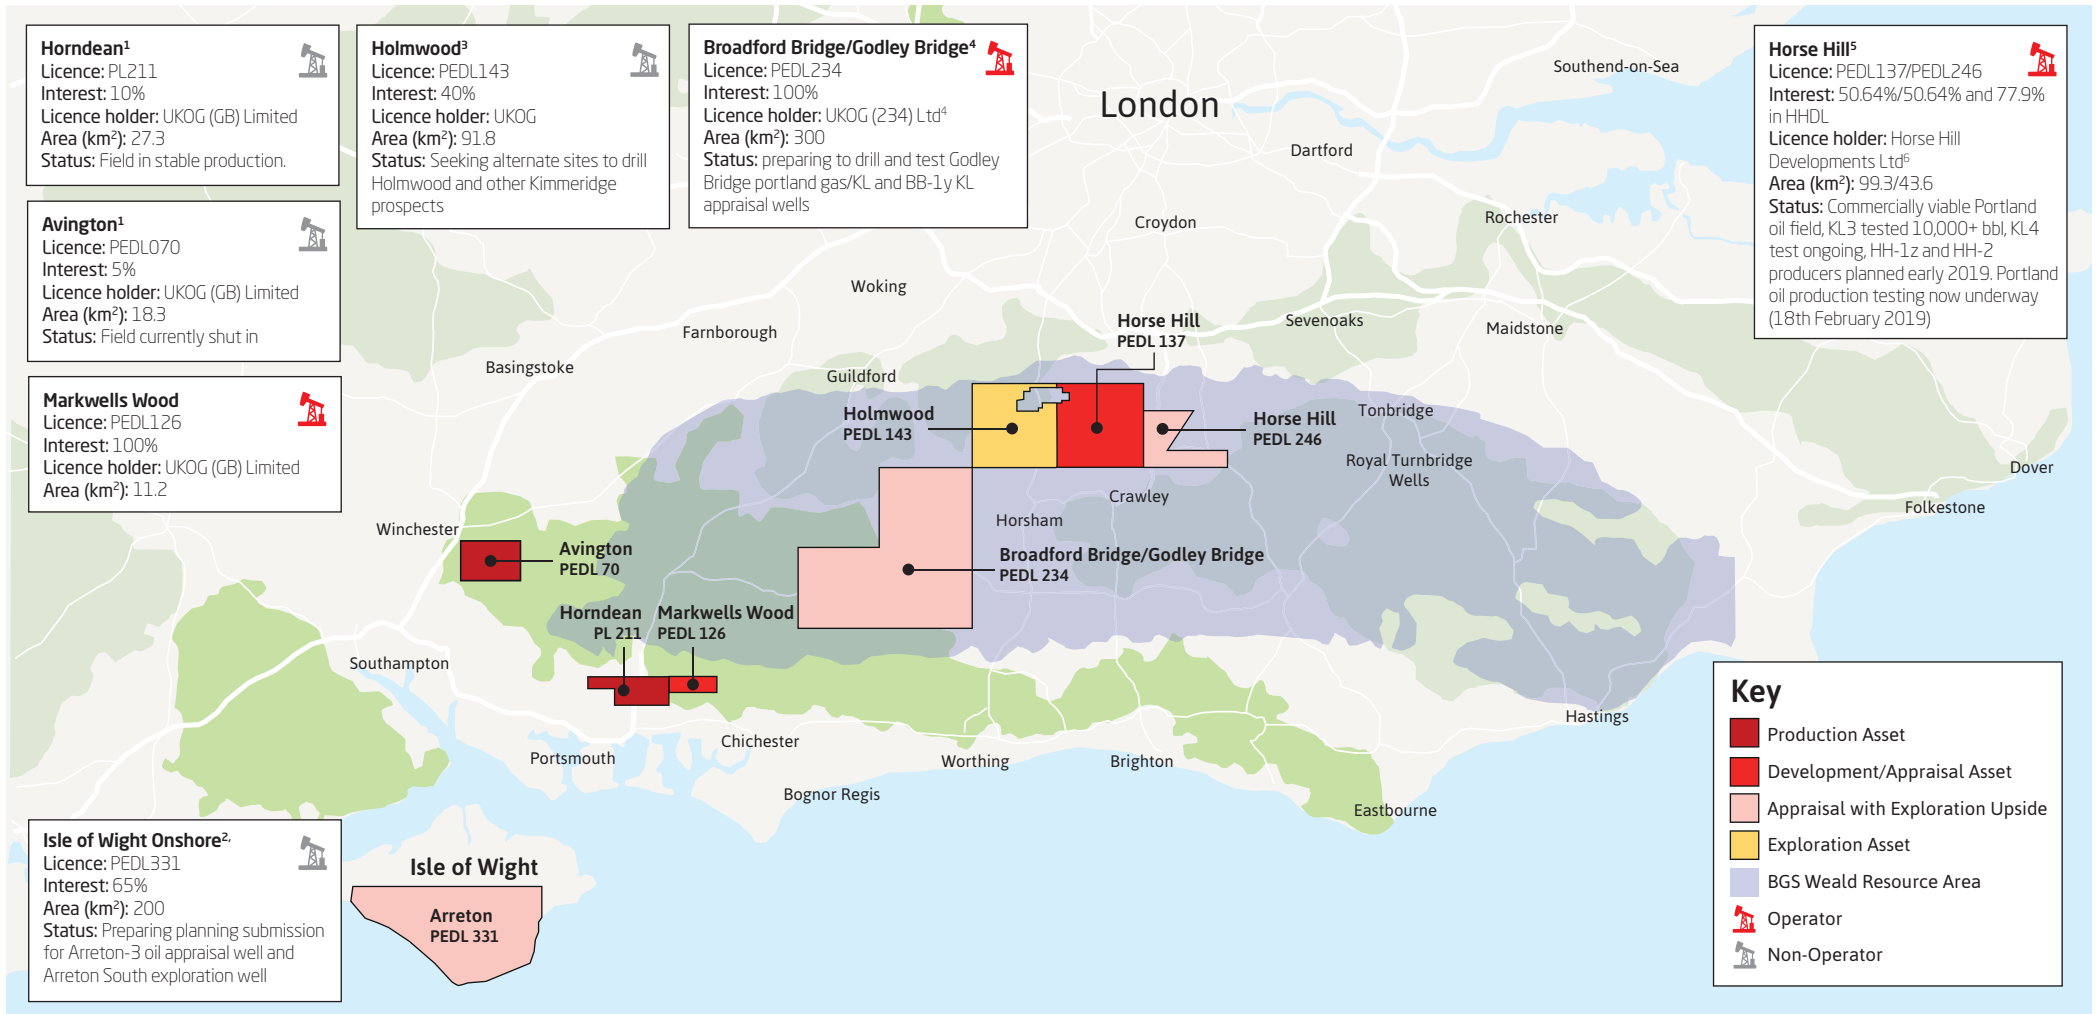 Horndean¹
Licence: PL211
Interest: 10%
Licence holder: UKOG (GB) Limited
Area (km²): 27.3
Status: Field in stable production.
Avington¹
Licence: PEDL070
Interest: 5%
Licence holder: UKOG (GB) Limited
Area (km²): 18.3
Status: Field currently shut in
Markwells Wood
Licence: PEDL126
Interest: 100%
Licence holder: UKOG (GB) Limited
Area (km²): 11.2
Holmwood³
Licence: PEDL143
Interest: 40%
Licence holder: UKOG
Area (km²): 91.8
Status: Seeking alternate sites to drill
Holmwood and other Kimmeridge
prospects
Broadford Bridge/Godley Bridge⁴
Licence: PEDL234
Interest: 100%
Licence holder: UKOG (234) Ltd⁴
Area (km²): 300
Status: preparing to drill and test Godley
Bridge portland gas/KL and BB-1y KL
appraisal wells
Horse Hill⁵
Licence: PEDL137/PEDL246
Interest: 50.64%/50.64% and 77.9%
in HHDL
Licence holder: Horse Hill
Developments Ltd⁶
Area (km²): 99.3/43.6
Status: Commercially viable Portland
oil field, KL3 tested 10,000+ bbl, KL4
test ongoing, HH-1z and HH-2
producers planned early 2019. Portland
oil production testing now underway
(18th February 2019)
Isle of Wight Onshore²,
Licence: PEDL331
Interest: 65%
Area (km²): 200
Status: Preparing planning submission
for Arreton-3 oil appraisal well and
Arreton South exploration well
London
Southend-on-Sea
Dartford
Croydon
Rochester
Woking
Farnborough
Basingstoke
Guildford
Sevenoaks
Maidstone
Horse Hill
PEDL 137
Holmwood
PEDL 143
Horse Hill
PEDL 246
Tonbridge
Royal Turnbridge
Wells
Dover
Folkestone
Crawley
Horsham
Winchester
Avington
PEDL 70
Broadford Bridge/Godley Bridge
PEDL 234
Horndean
PL 211
Markwells Wood
PEDL 126
Southampton
Portsmouth
Chichester
Bognor Regis
Worthing
Brighton
Eastbourne
Hastings
Isle of Wight
Arreton
PEDL 331
Key
Production Asset
Development/Appraisal Asset
Appraisal with Exploration Upside
Exploration Asset
BGS Weald Resource Area
Operator
Non-Operator